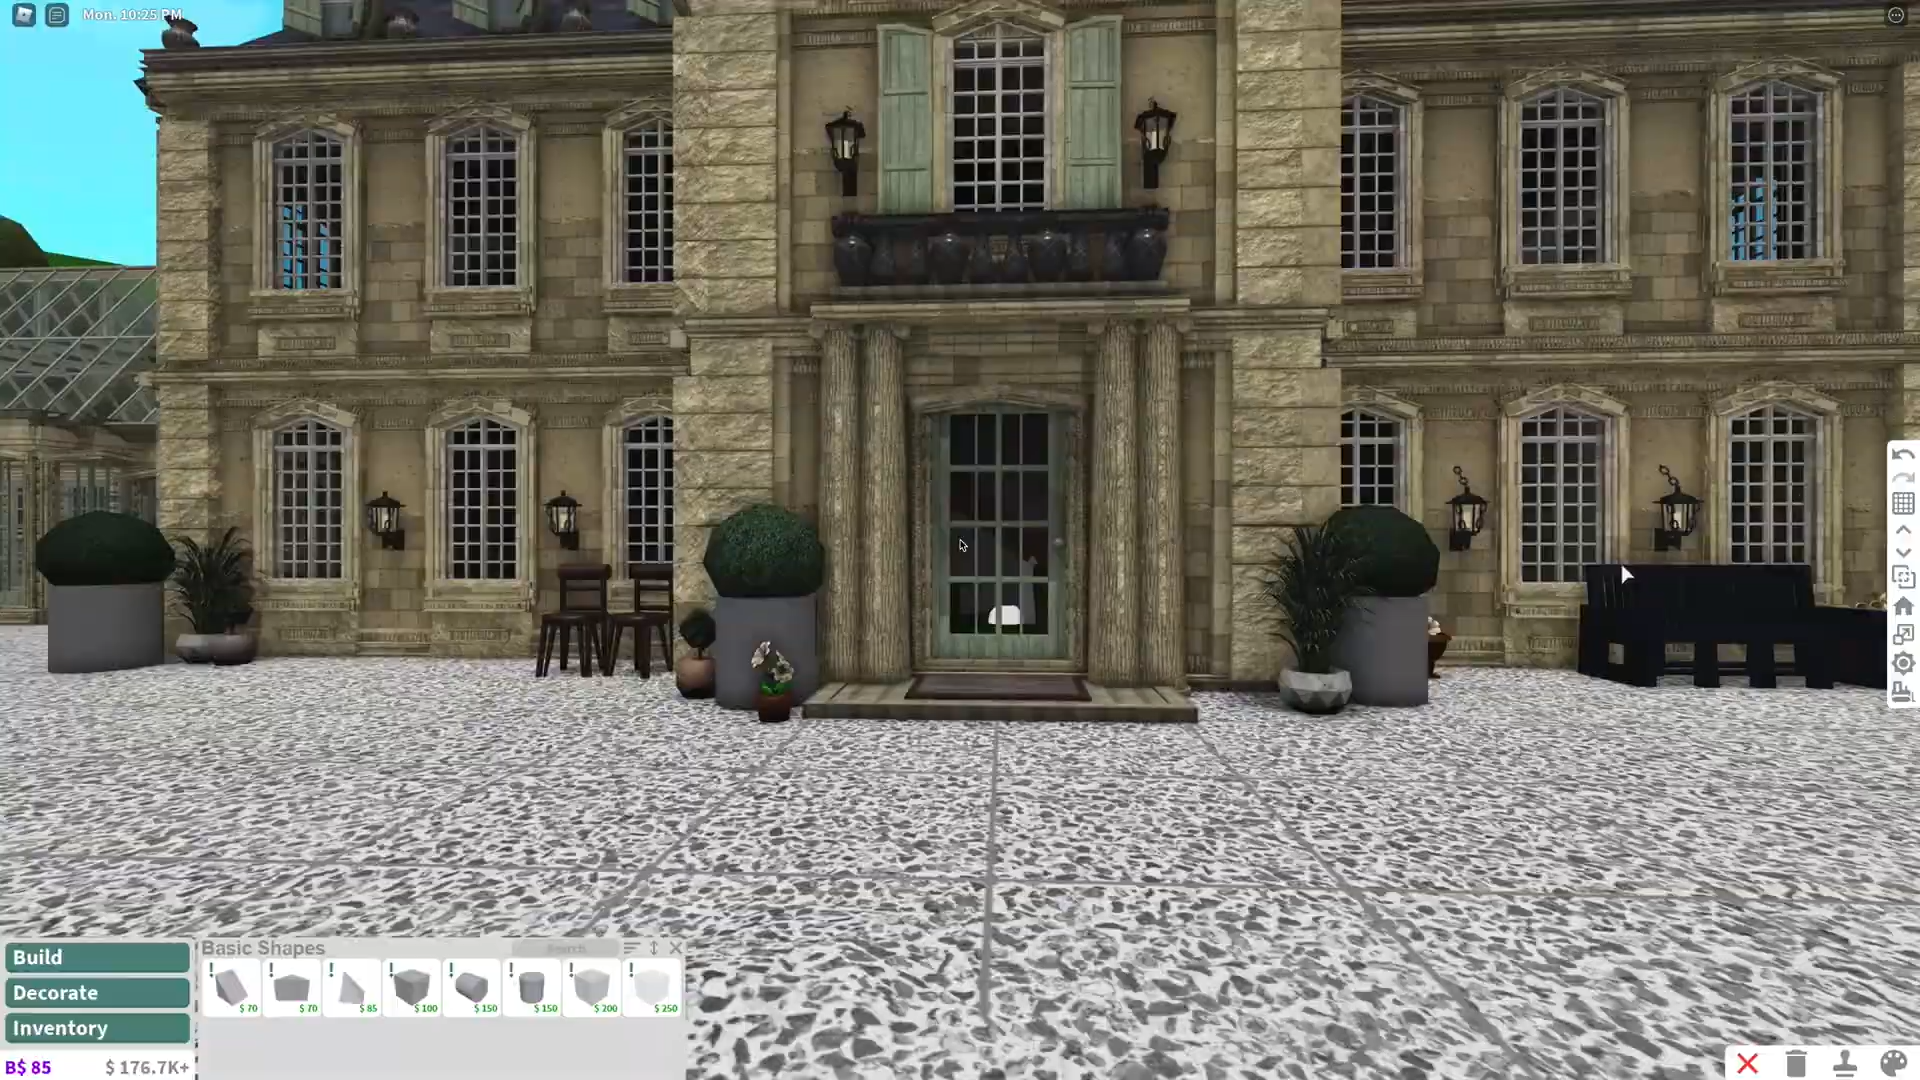 Mon. 10:25 PM
Build
Decorate
Inventory
B$ 85
$ 176.7K+
Basic Shapes
Search
! $ 70
! $ 70
! $ 85
! $ 100
! $ 150
! $ 150
! $ 200
! $ 250